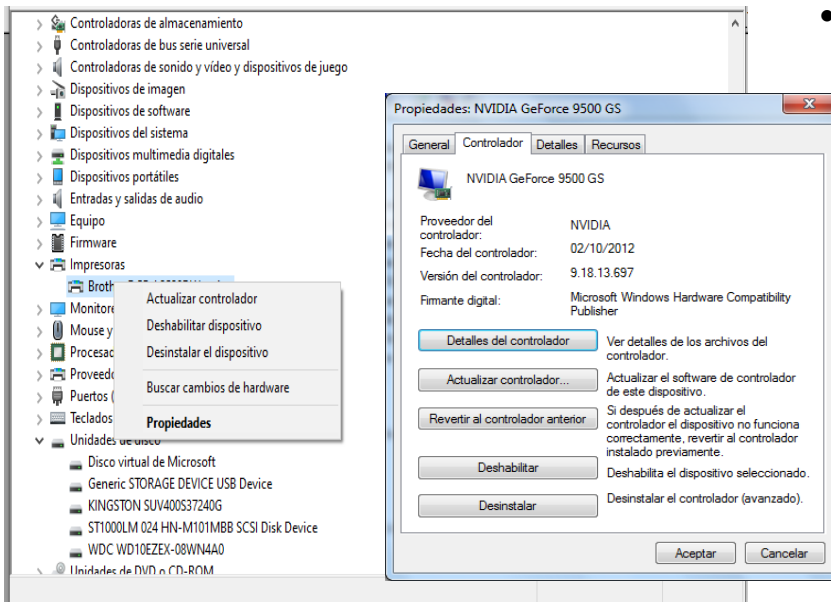 Controladoras de almacenamiento
Controladoras de bus serie universal
Controladoras de sonido y vídeo y dispositivos de juego
Dispositivos de imagen
Dispositivos de software
Dispositivos del sistema
Dispositivos multimedia digitales
Dispositivos portátiles
Entradas y salidas de audio
Equipo
Firmware
Impresoras
Monitore
Mouse y
Procesad
Proveedo
Puertos (
Teclados
Unidades de disco
Disco virtual de Microsoft
Generic STORAGE DEVICE USB Device
KINGSTON SUV400S37240G
ST1000LM 024 HN-M101MBB SCSI Disk Device
WDC WD10EZEX-08WN4A0
Unidades de DVD o CD-ROM
Actualizar controlador
Deshabilitar dispositivo
Desinstalar el dispositivo
Buscar cambios de hardware
Propiedades
Propiedades: NVIDIA GeForce 9500 GS
General Controlador Detalles Recursos
NVIDIA GeForce 9500 GS
Proveedor del
controlador:
NVIDIA
Fecha del controlador: 02/10/2012
Versión del controlador: 9.18.13.697
Firmante digital: Microsoft Windows Hardware Compatibility
Publisher
Detalles del controlador
Ver detalles de los archivos del
controlador.
Actualizar controlador...
Actualizar el software de controlador
de este dispositivo.
Revertir al controlador anterior
Si después de actualizar el
controlador el dispositivo no funciona
correctamente, revertir al controlador
instalado previamente.
Deshabilitar
Deshabilita el dispositivo seleccionado.
Desinstalar
Desinstalar el controlador (avanzado).
Aceptar Cancelar